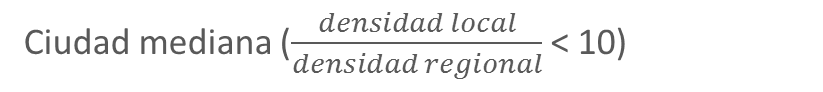 Ciudad mediana (densidad local / densidad regional < 10)